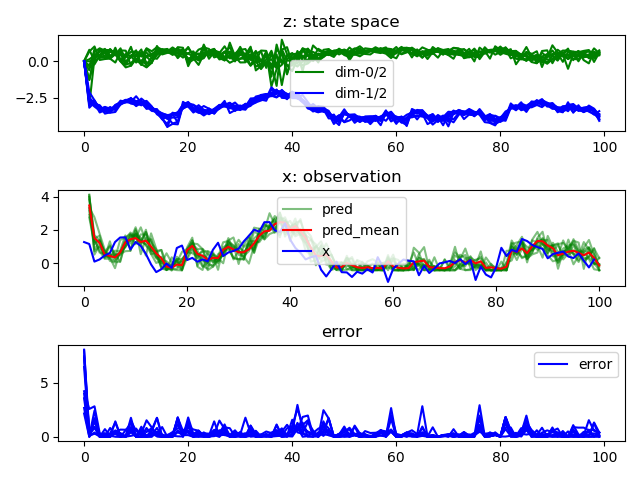 z: state space
0.0
−2.5
dim-0/2
dim-1/2
0 20 40 60 80 100
x: observation
4
2
0
pred
pred_mean
x
0 20 40 60 80 100
error
5
0
error
0 20 40 60 80 100